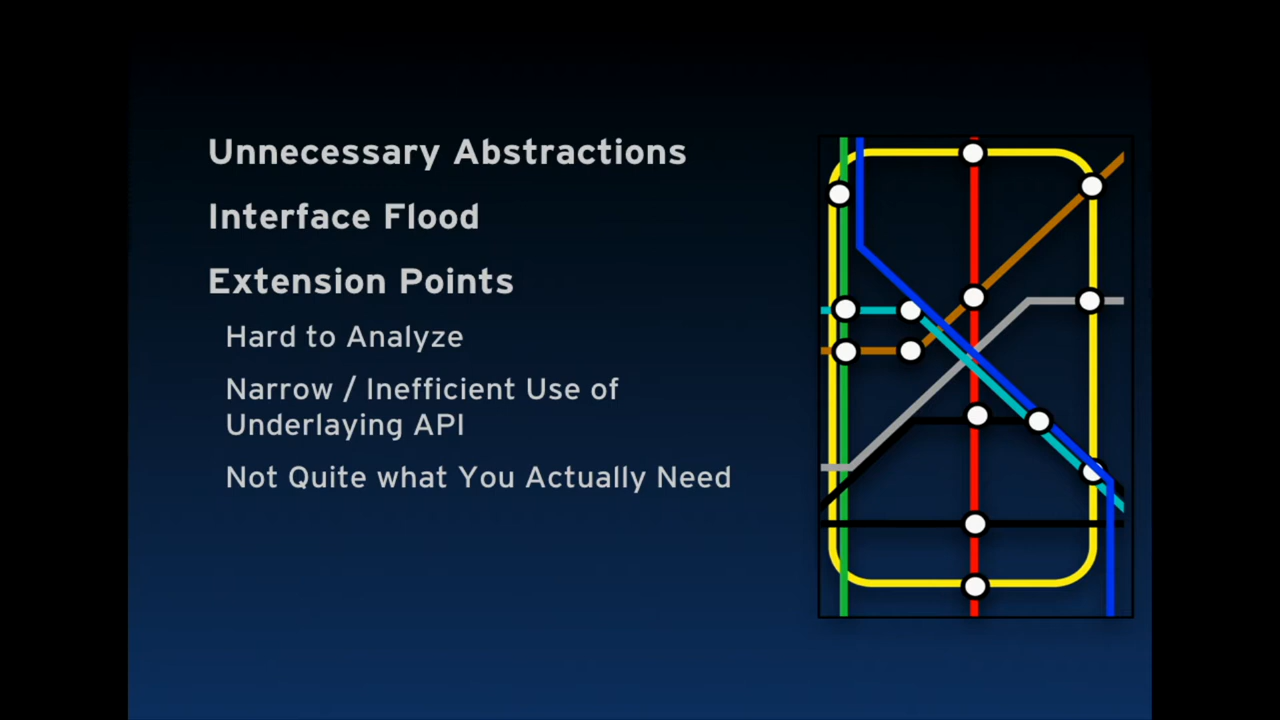 Unnecessary Abstractions
Interface Flood
Extension Points
Hard to Analyze
Narrow / Inefficient Use of
Underlaying API
Not Quite what You Actually Need